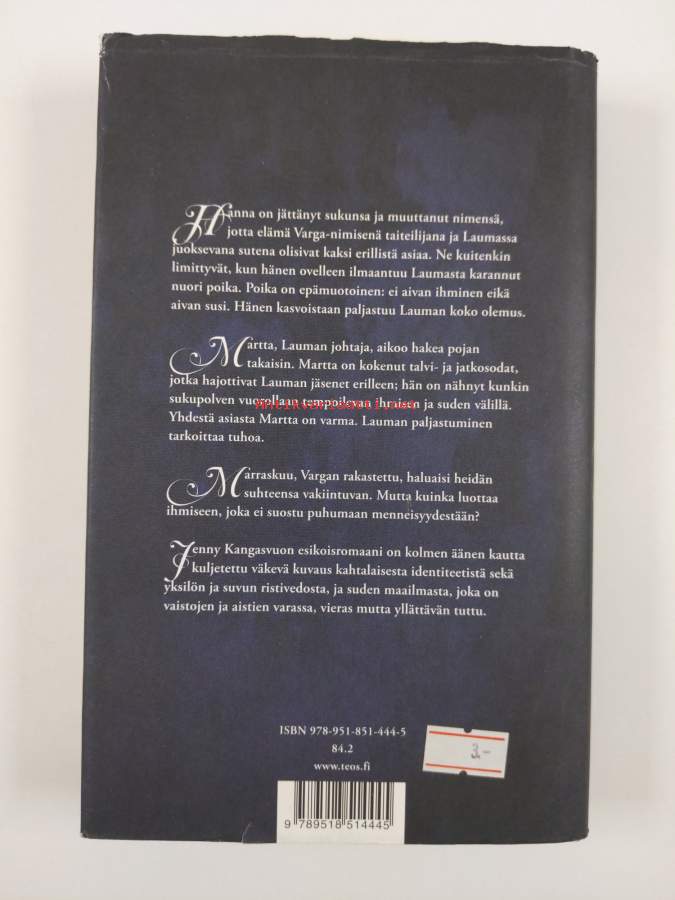 Hanna on jättänyt sukunsa ja muuttanut nimensä,
jotta elämä Varga-nimisenä taiteilijana ja Laumassa
juoksevana sutena olisivat kaksi erillistä asiaa. Ne kuitenkin
limittyvät, kun hänen ovelleen ilmaantuu Laumasta karannut
nuori poika. Poika on epämuotoinen: ei aivan ihminen eikä
aivan susi. Hänen kasvoistaan paljastuu Lauman koko olemus.
Martta, Lauman johtaja, aikoo hakea pojan
takaisin. Martta on kokenut talvi- ja jatkosodat,
jotka hajottivat Lauman jäsenet erilleen; hän on nähnyt kunkin
sukupolven vuorollaan tempoilevan ihmisen ja suden välillä.
Antikvariaatti.net
Yhdestä asiasta Martta on varma. Lauman paljastuminen
tarkoittaa tuhoa.
Marraskuu, Vargan rakastettu, haluaisi heidän
suhteensa vakiintuvan. Mutta kuinka luottaa
ihmiseen, joka ei suostu puhumaan menneisyydestään?
Jenny Kangasvuon esikoisromaani on kolmen äänen kautta
kuljetettu väkevä kuvaus kahtalaisesta identiteetistä sekä
yksilön ja suvun ristivedosta, ja suden maailmasta, joka on
vaistojen ja aistien varassa, vieras mutta yllättävän tuttu.
ISBN 978-951-851-444-5
84.2
www.teos.fi
3-
9 789518 514445